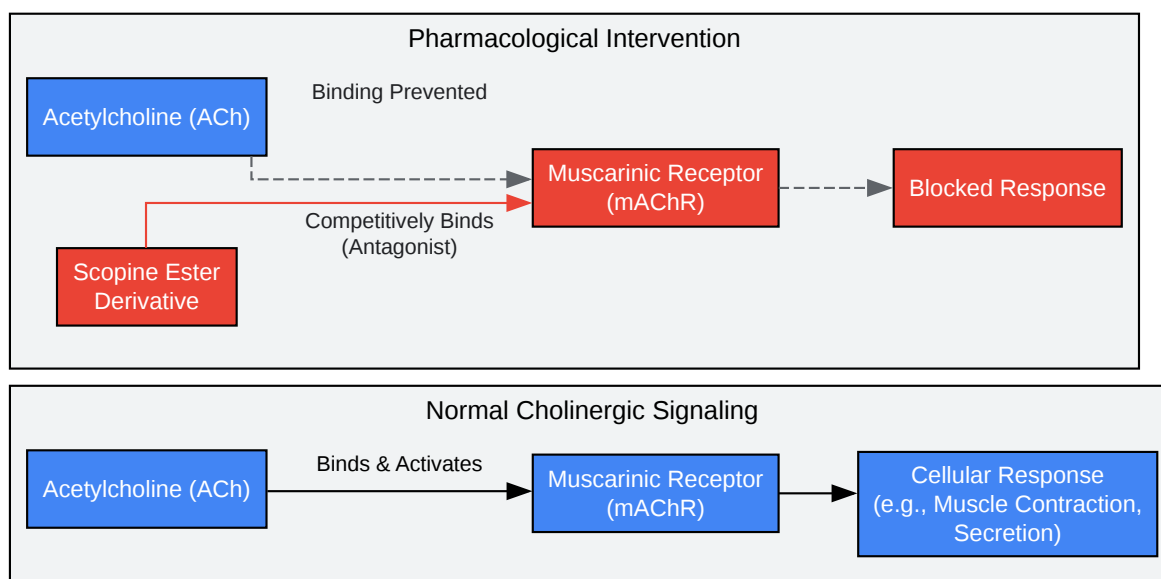 Pharmacological Intervention
Acetylcholine (ACh)
Binding Prevented
Muscarinic Receptor
(mAChR)
Blocked Response
Competitively Binds
(Antagonist)
Scopine Ester
Derivative
Normal Cholinergic Signaling
Acetylcholine (ACh)
Binds & Activates
Muscarinic Receptor
(mAChR)
Cellular Response
(e.g., Muscle Contraction,
Secretion)